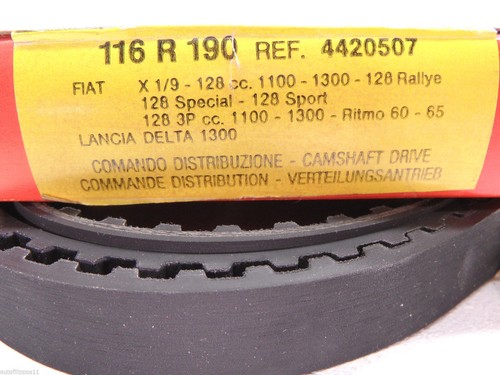 116 R 190 REF. 4420507
FIAT X 1/9 - 128 cc. 1100 - 1300 - 128 Rallye
128 Special - 128 Sport
128 3P cc. 1100 - 1300 - Ritmo 60 - 65
LANCIA DELTA 1300
COMANDO DISTRIBUZIONE - CAMSHAFT DRIVE
COMMANDE DISTRIBUTION - VERTEILUNGSANTRIEB